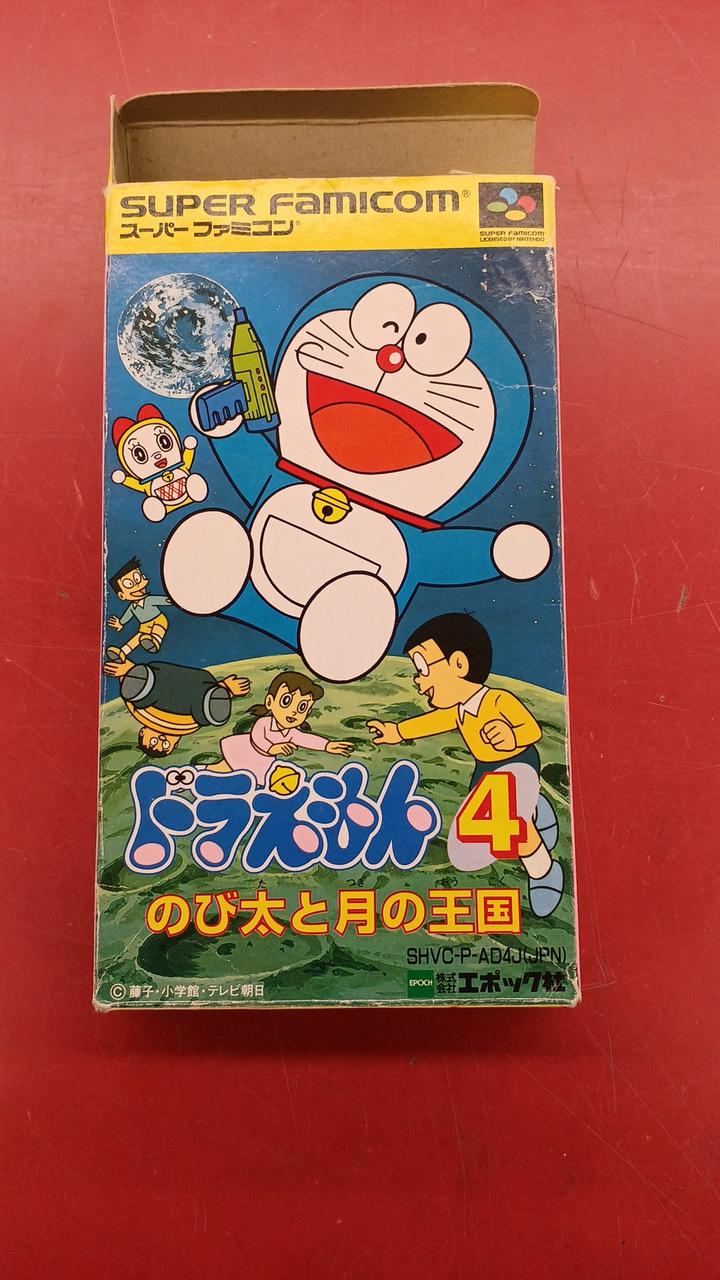 SUPER FAMICOM®
スーパーファミコン®
SUPER FAMICOM
LICENSED BY NINTENDO
ドラえもん4
のび太と月の王国
SHVC-P-AD4J(JPN)
EPOCH 株式会社エポック社
©藤子・小学館・テレビ朝日